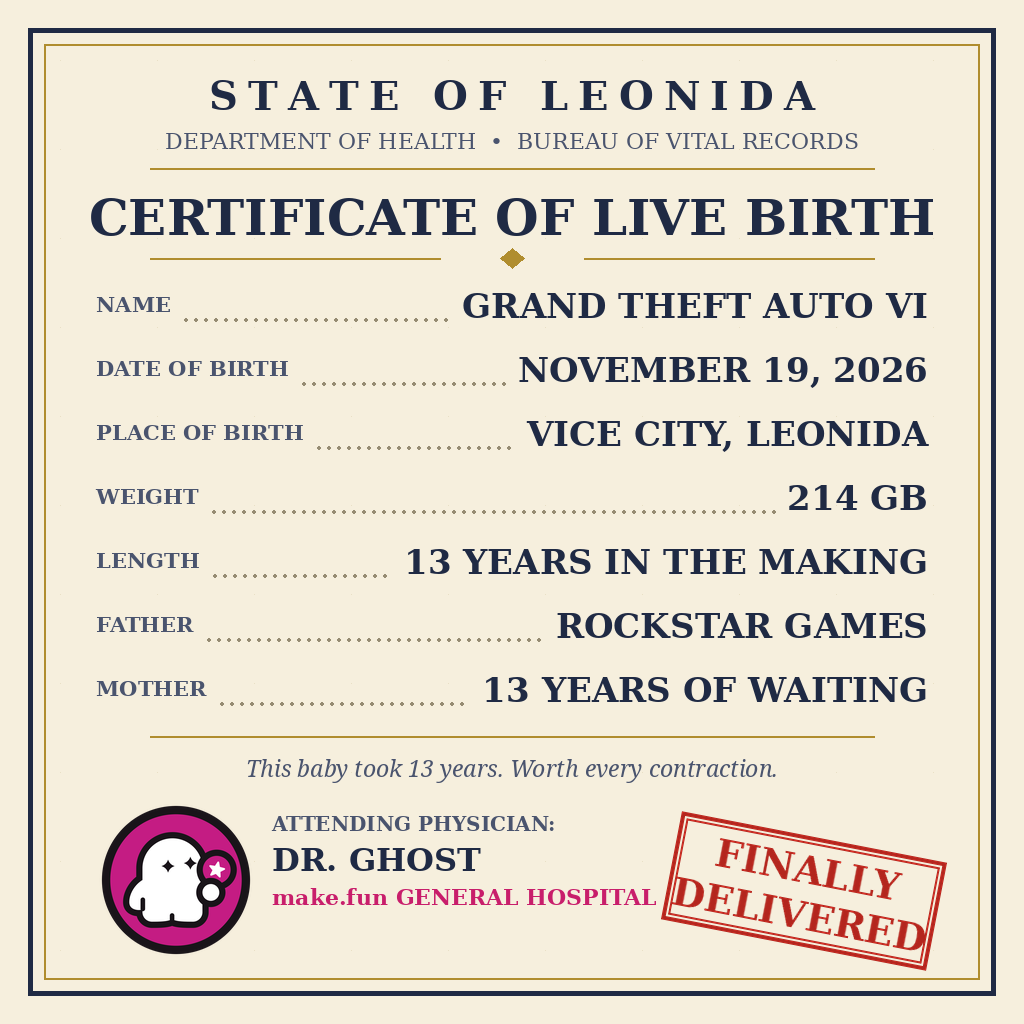 STATE OF LEONIDA
DEPARTMENT OF HEALTH • BUREAU OF VITAL RECORDS
CERTIFICATE OF LIVE BIRTH
NAME GRAND THEFT AUTO VI
DATE OF BIRTH NOVEMBER 19, 2026
PLACE OF BIRTH VICE CITY, LEONIDA
WEIGHT 214 GB
LENGTH 13 YEARS IN THE MAKING
FATHER ROCKSTAR GAMES
MOTHER 13 YEARS OF WAITING
This baby took 13 years. Worth every contraction.
ATTENDING PHYSICIAN:
DR. GHOST
make.fun GENERAL HOSPITAL
FINALLY
DELIVERED